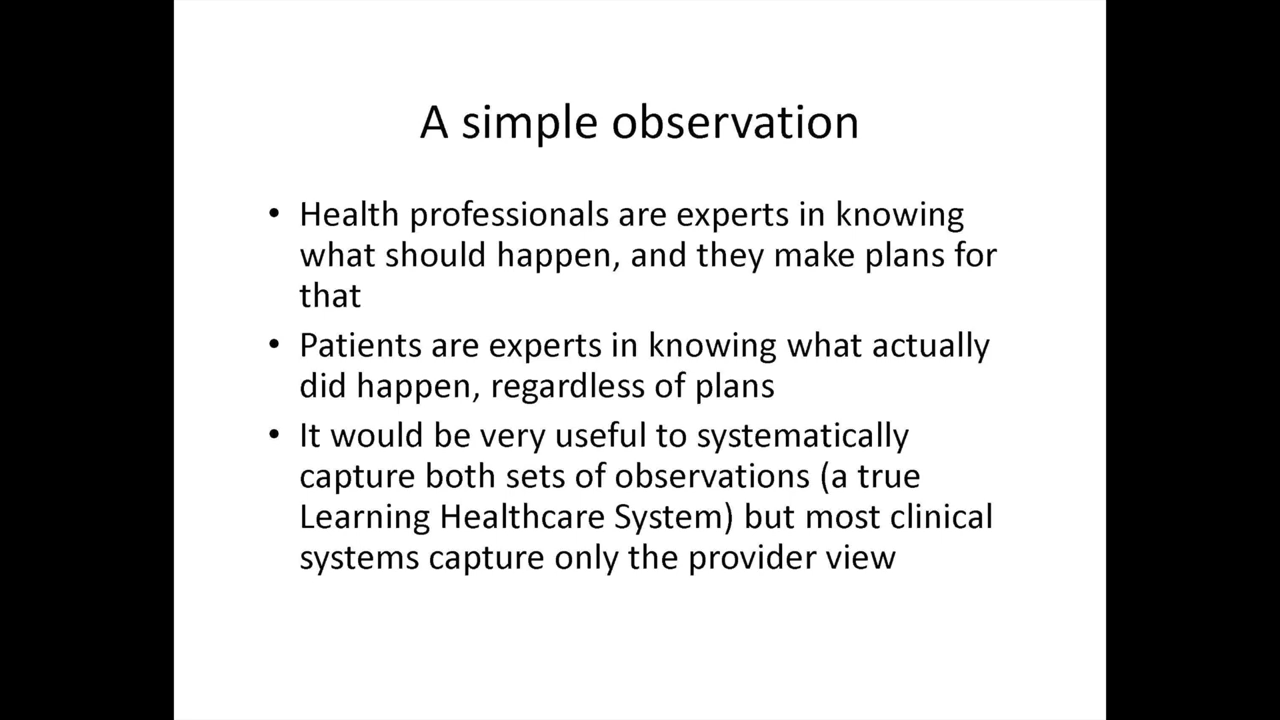 A simple observation
• Health professionals are experts in knowing
what should happen, and they make plans for
that
• Patients are experts in knowing what actually
did happen, regardless of plans
• It would be very useful to systematically
capture both sets of observations (a true
Learning Healthcare System) but most clinical
systems capture only the provider view